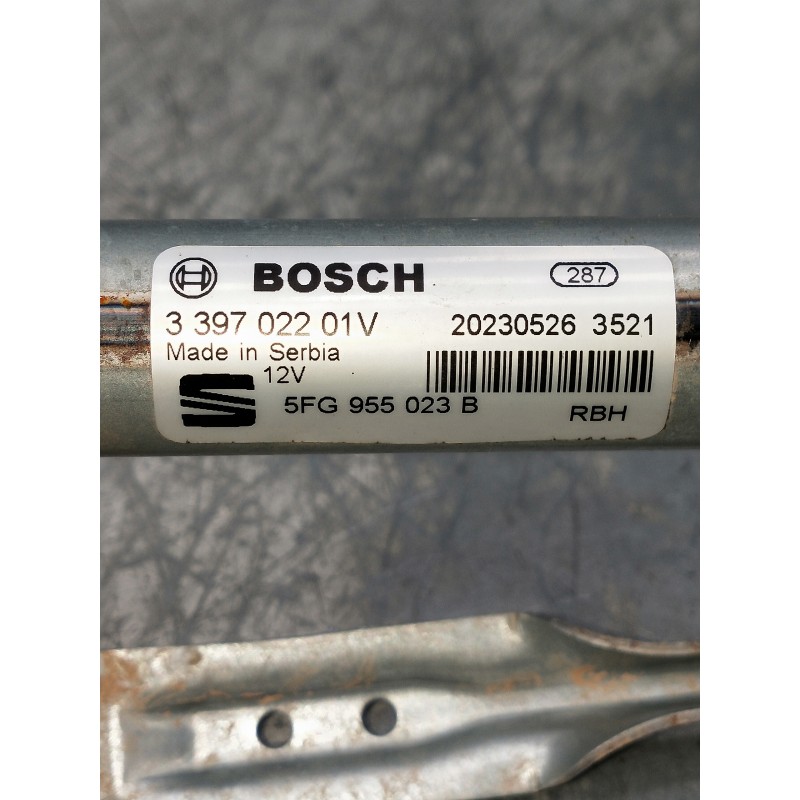 BOSCH 287
3 397 022 01V 20230526 3521
Made in Serbia
12V
5FG 955 023 B RBH